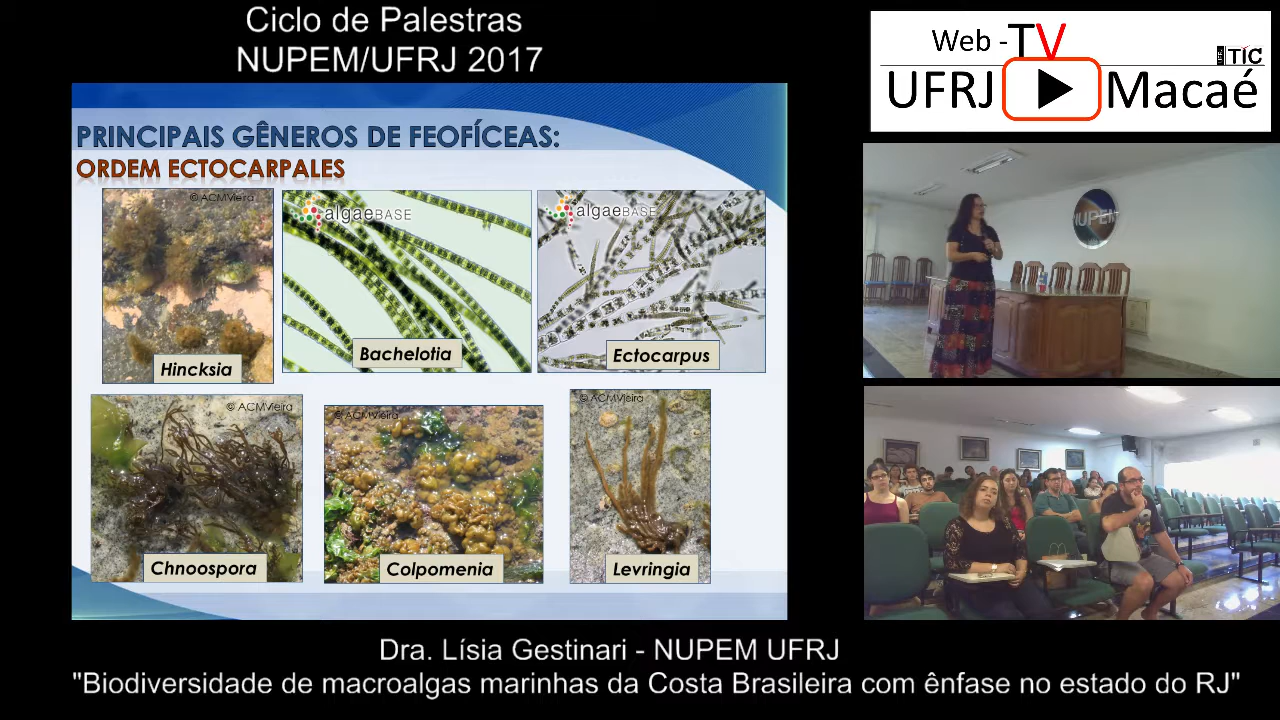 Ciclo de Palestras
NUPEM/UFRJ 2017
Web - TV
TIC
UFRJ Macaé
PRINCIPAIS GÊNEROS DE FEOFÍCEAS:
ORDEM ECTOCARPALES
© ACMVieira
algaeBASE
algaeBASE
Hincksia
Bachelotia
Ectocarpus
© ACMVieira
© ACMVieira
© ACMVieira
Chnoospora
Colpomenia
Levringia
NUPEM
Dra. Lísia Gestinari - NUPEM UFRJ
"Biodiversidade de macroalgas marinhas da Costa Brasileira com ênfase no estado do RJ"